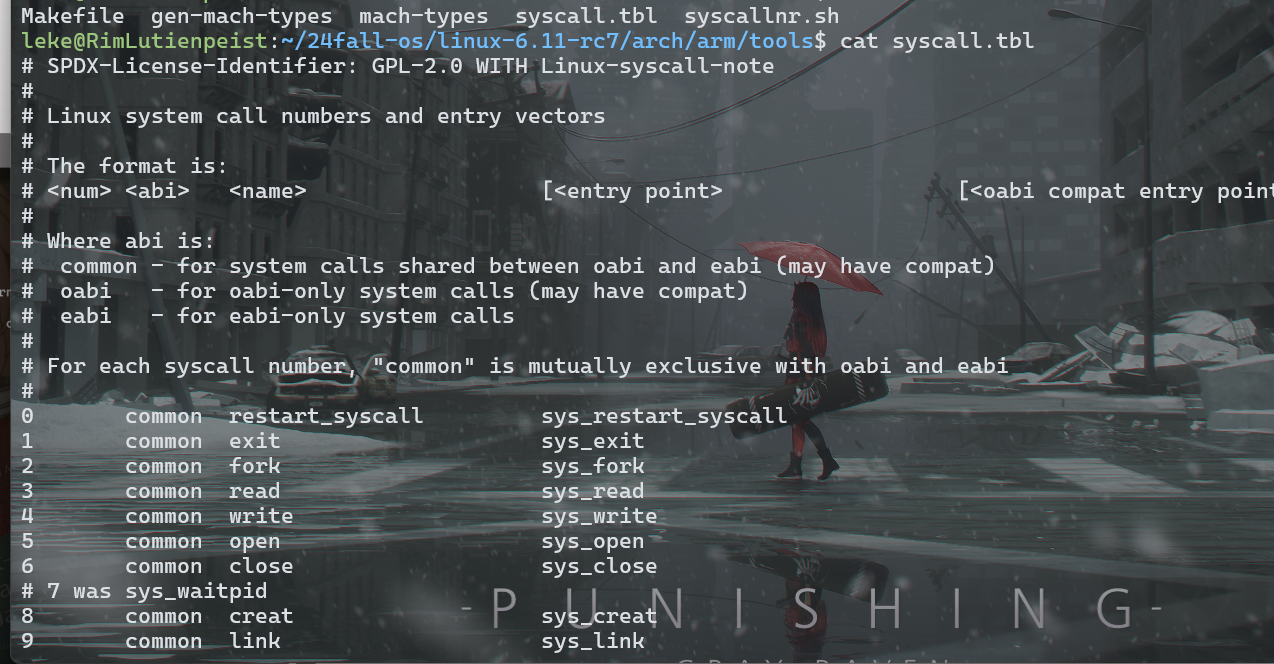 Makefile  gen-mach-types  mach-types  syscall.tbl  syscallnr.sh
leke@RimLutienpeist:~/24fall-os/linux-6.11-rc7/arch/arm/tools$ cat syscall.tbl
# SPDX-License-Identifier: GPL-2.0 WITH Linux-syscall-note
#
# Linux system call numbers and entry vectors
#
# The format is:
# <num> <abi>   <name>                  [<entry point>                  [<oabi compat entry point
#
# Where abi is:
#  common - for system calls shared between oabi and eabi (may have compat)
#  oabi   - for oabi-only system calls (may have compat)
#  eabi   - for eabi-only system calls
#
# For each syscall number, "common" is mutually exclusive with oabi and eabi
#
0       common  restart_syscall         sys_restart_syscall
1       common  exit                    sys_exit
2       common  fork                    sys_fork
3       common  read                    sys_read
4       common  write                   sys_write
5       common  open                    sys_open
6       common  close                   sys_close
# 7 was sys_waitpid
8       common  creat                   sys_creat
9       common  link                    sys_link
-PUNISHING-
GRAY RAVEN